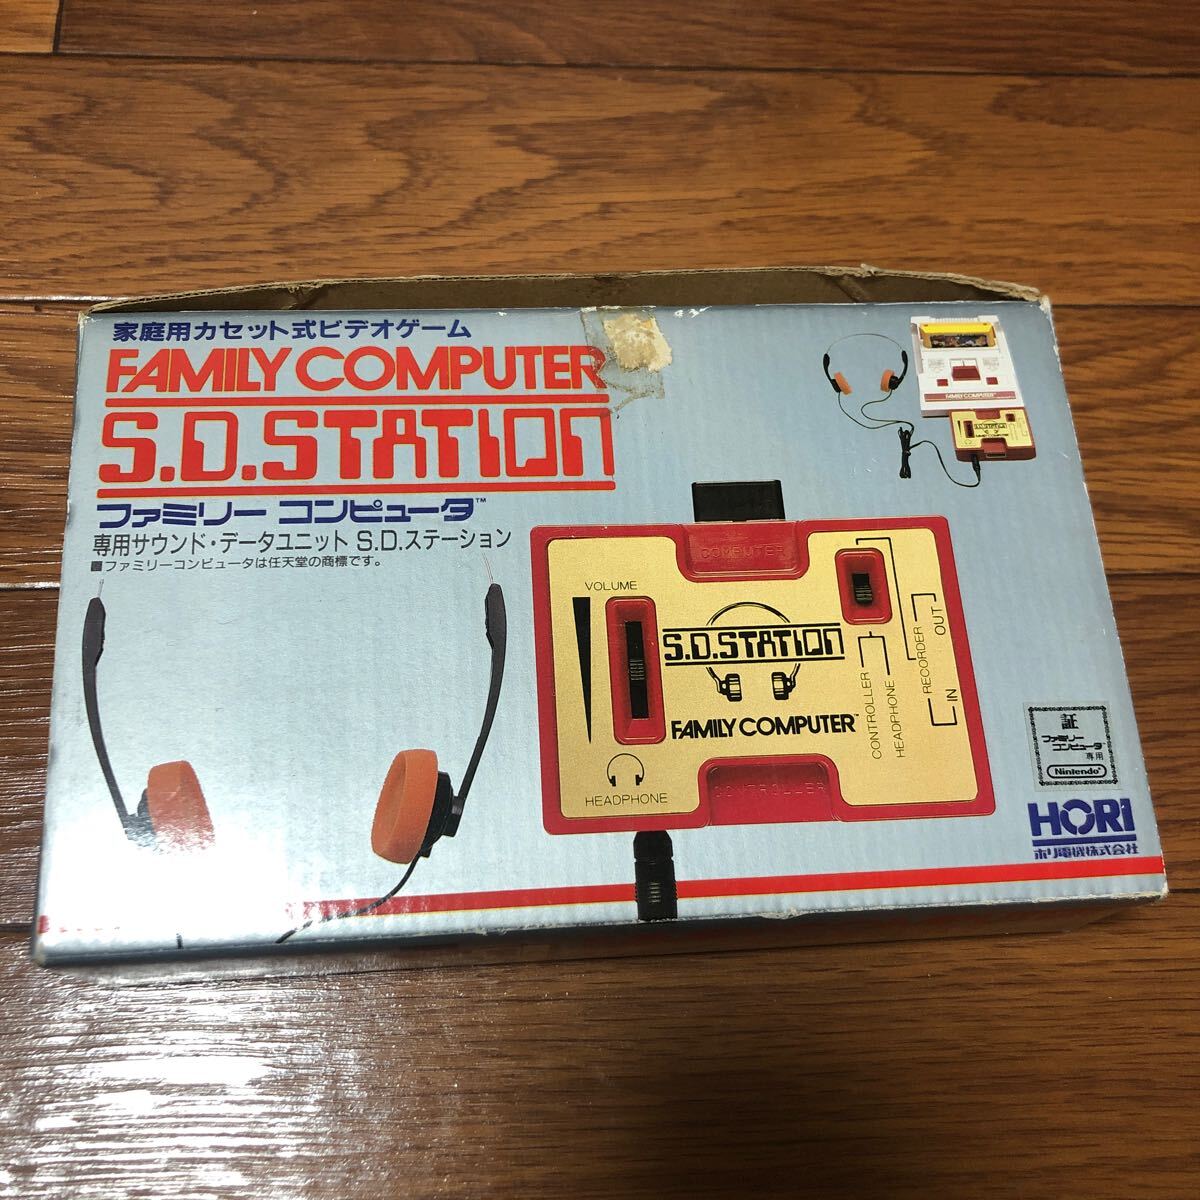 家庭用カセット式ビデオゲーム
FAMILY COMPUTER
S.D.STATION
ファミリー コンピュータ™
専用サウンド・データユニット S.D.ステーション
■ファミリーコンピュータは任天堂の商標です。
FAMILY COMPUTER™
S.D.STATION
FAMILY COMPUTER
COMPUTER
VOLUME
S.D.STATION
FAMILY COMPUTER™
HEADPHONE
CONTROLLER
CONTROLLER
HEADPHONE
RECORDER
OUT
IN
証
ファミリー
コンピュータ
専用
Nintendo
HORI
ホリ電機株式会社